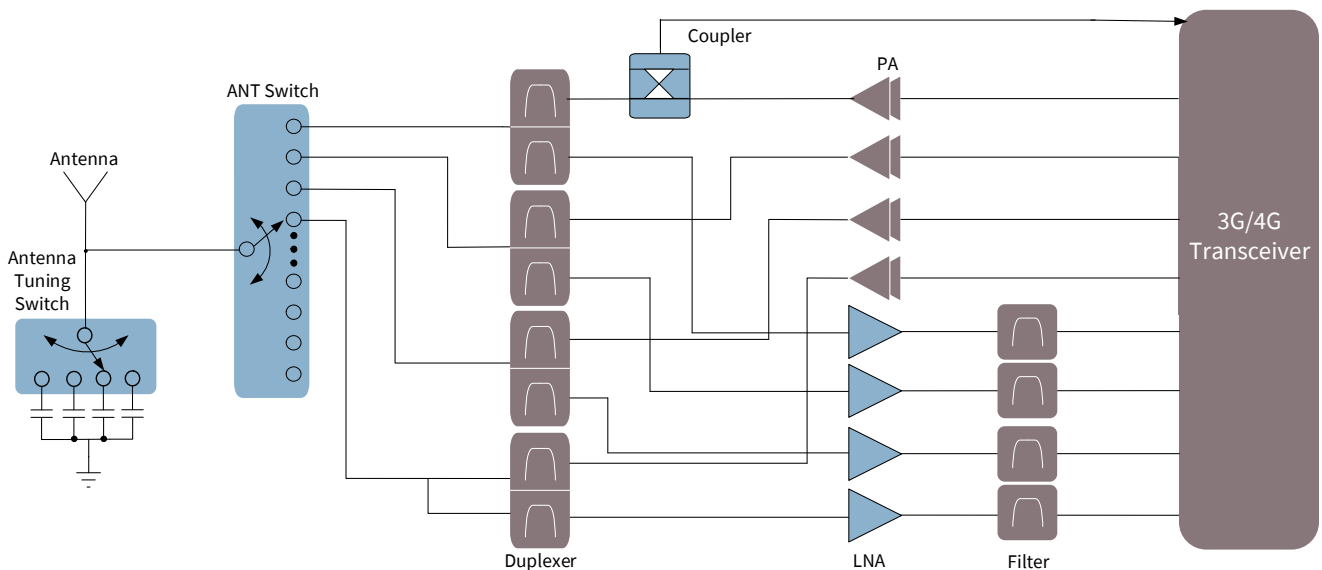 Coupler
PA
ANT Switch
Antenna
3G/4G
Transceiver
Antenna
Tuning
Switch
Duplexer
LNA
Filter